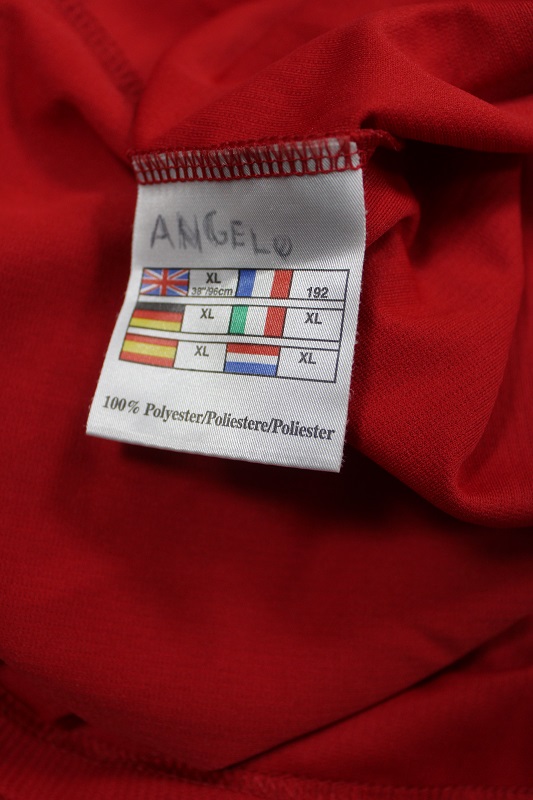 ANGELO
XL
38"/96cm 192
XL XL
XL XL
100% Polyester/Poliestere/Poliester